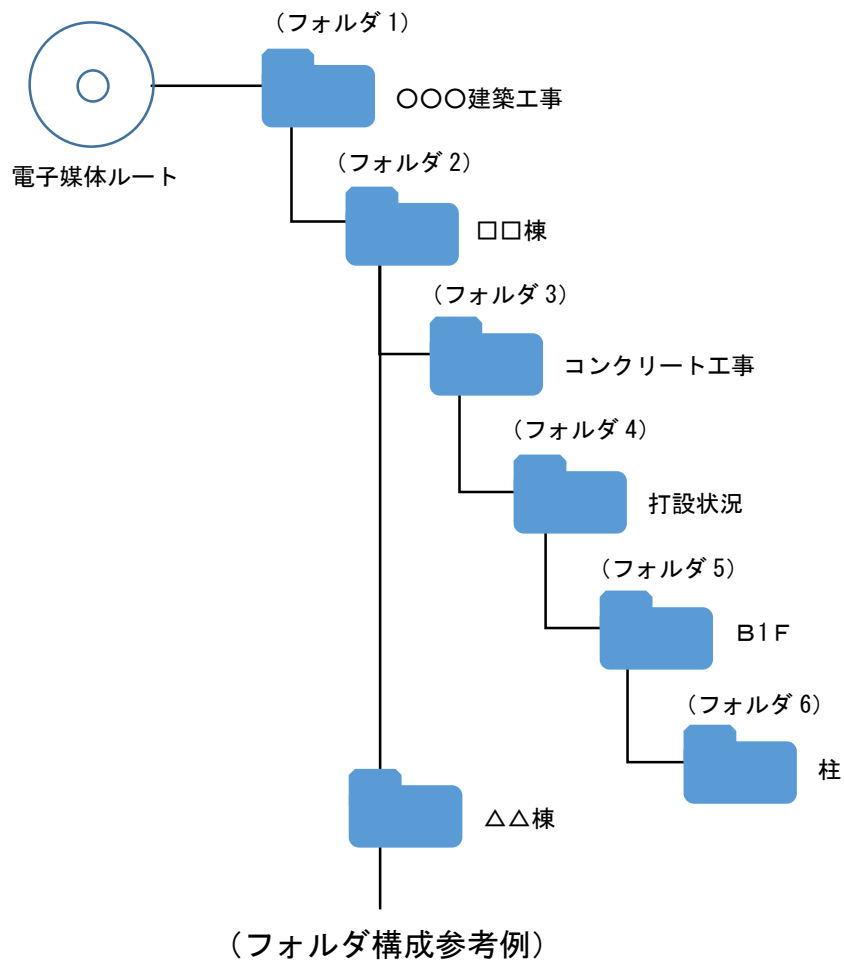 （フォルダ１）
〇〇〇建築工事
電子媒体ルート
（フォルダ２）
□□棟
（フォルダ３）
コンクリート工事
（フォルダ４）
打設状況
（フォルダ５）
Ｂ１Ｆ
（フォルダ６）
柱
△△棟
（フォルダ構成参考例）